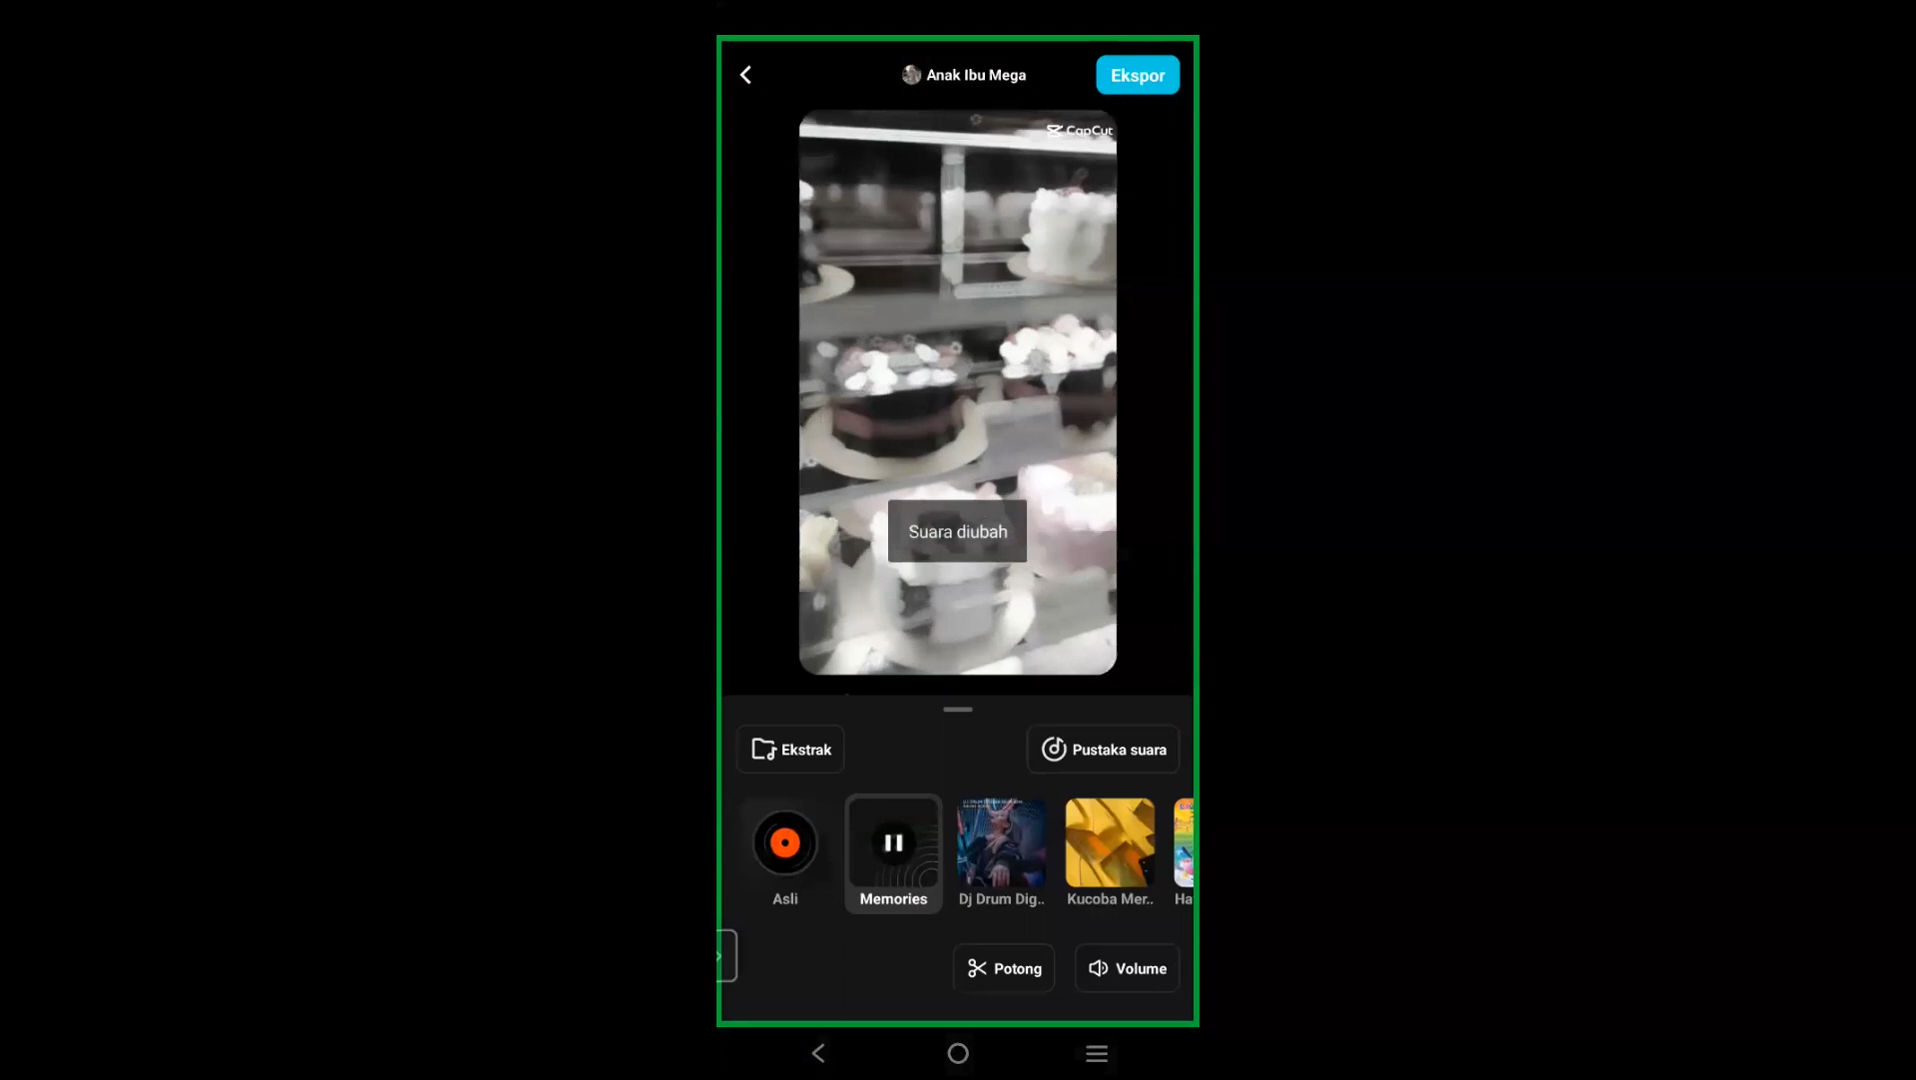 Anak Ibu Mega
Ekspor
CapCut
Suara diubah
Ekstrak
Pustaka suara
Asli
Memories
Dj Drum Dig..
Kucoba Mer..
Ha
Potong
Volume